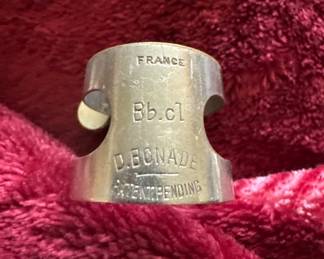 FRANCE
Bb.cl
D.BONADE
PATENT.PENDING